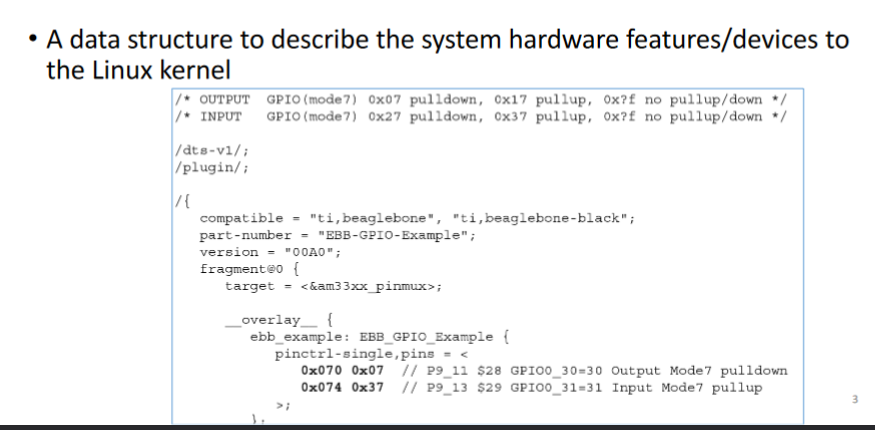 • A data structure to describe the system hardware features/devices to
the Linux kernel
/* OUTPUT  GPIO(mode7) 0x07 pulldown, 0x17 pullup, 0x?f no pullup/down */
/* INPUT   GPIO(mode7) 0x27 pulldown, 0x37 pullup, 0x?f no pullup/down */
/dts-v1/;
/plugin/;
/{
compatible = "ti,beaglebone", "ti,beaglebone-black";
part-number = "EBB-GPIO-Example";
version = "00A0";
fragment@0 {
target = <&am33xx_pinmux>;
__overlay__ {
ebb_example: EBB_GPIO_Example {
pinctrl-single,pins = <
0x070 0x07  // P9_11 $28 GPIO0_30=30 Output Mode7 pulldown
0x074 0x37  // P9_13 $29 GPIO0_31=31 Input Mode7 pullup
>;
};
3